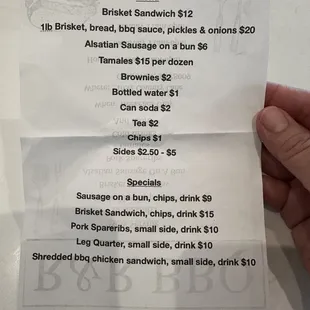 Brisket Sandwich $12
1lb Brisket, bread, bbq sauce, pickles & onions $20
Alsatian Sausage on a bun $6
Tamales $15 per dozen
Brownies $2
Bottled water $1
Can soda $2
Tea $2
Chips $1
Sides $2.50 - $5
Specials
Sausage on a bun, chips, drink $9
Brisket Sandwich, chips, drink $15
Pork Spareribs, small side, drink $10
Leg Quarter, small side, drink $10
Shredded bbq chicken sandwich, small side, drink $10
R&R BBQ